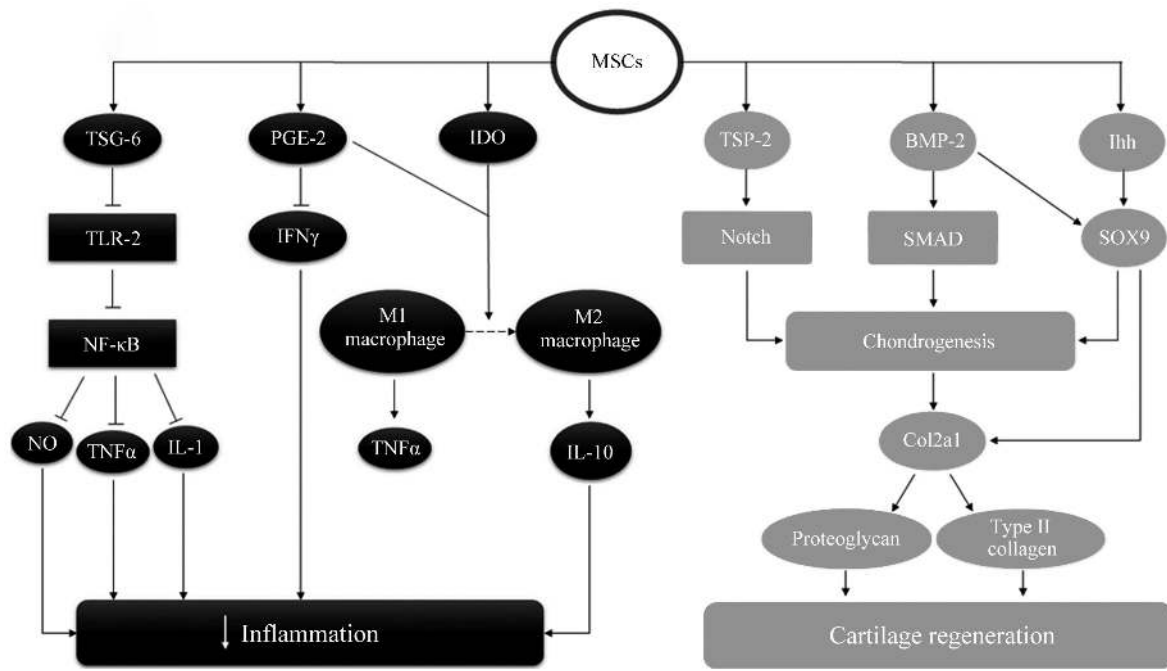 MSCs
TSG-6
PGE-2
IDO
TSP-2
BMP-2
Ihh
TLR-2
IFNγ
Notch
SMAD
SOX9
NF-κB
M1
macrophage
M2
macrophage
Chondrogenesis
NO
TNFα
IL-1
TNFα
IL-10
Col2a1
Proteoglycan
Type II
collagen
↓ Inflammation
Cartilage regeneration